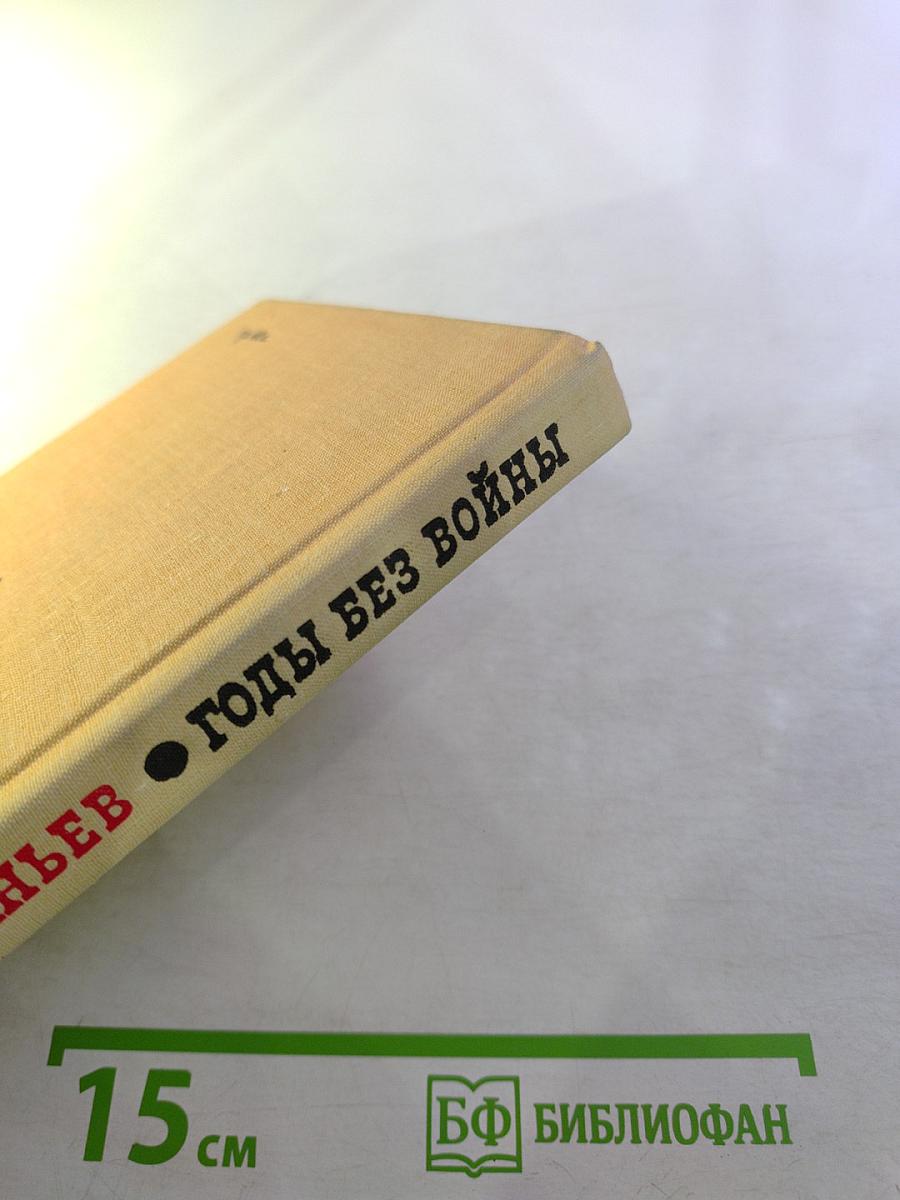 НЬЕВ ● ГОДЫ БЕЗ ВОЙНЫ
15 см
БФ БИБЛИОФАН